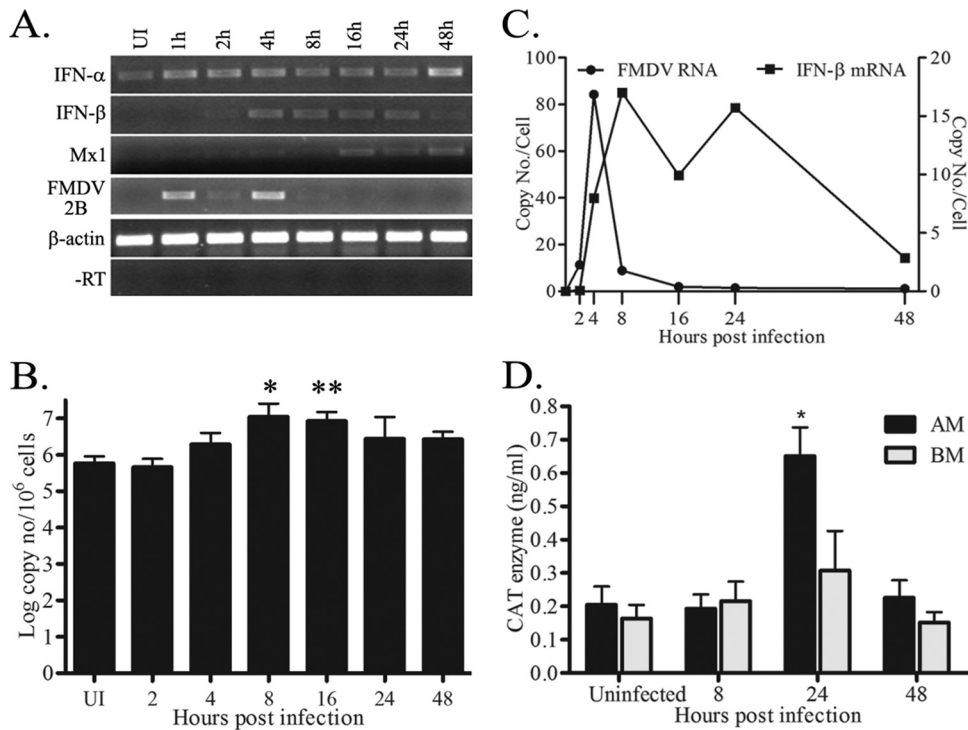 A.
UI 1h 2h 4h 8h 16h 24h 48h
IFN-α
IFN-β
Mx1
FMDV
2B
β-actin
-RT
C.
FMDV RNA IFN-β mRNA
Copy No./Cell
100
80
60
40
20
0
Copy No./Cell
20
15
10
5
0
2 4 8 16 24 48
Hours post infection
B.
Log copy no/10⁶ cells
7
6
5
4
3
2
1
0
* **
UI 2 4 8 16 24 48
Hours post infection
D.
CAT enzyme (ng/ml)
0.8
0.7
0.6
0.5
0.4
0.3
0.2
0.1
0.0
*
AM
BM
Uninfected 8 24 48
Hours post infection